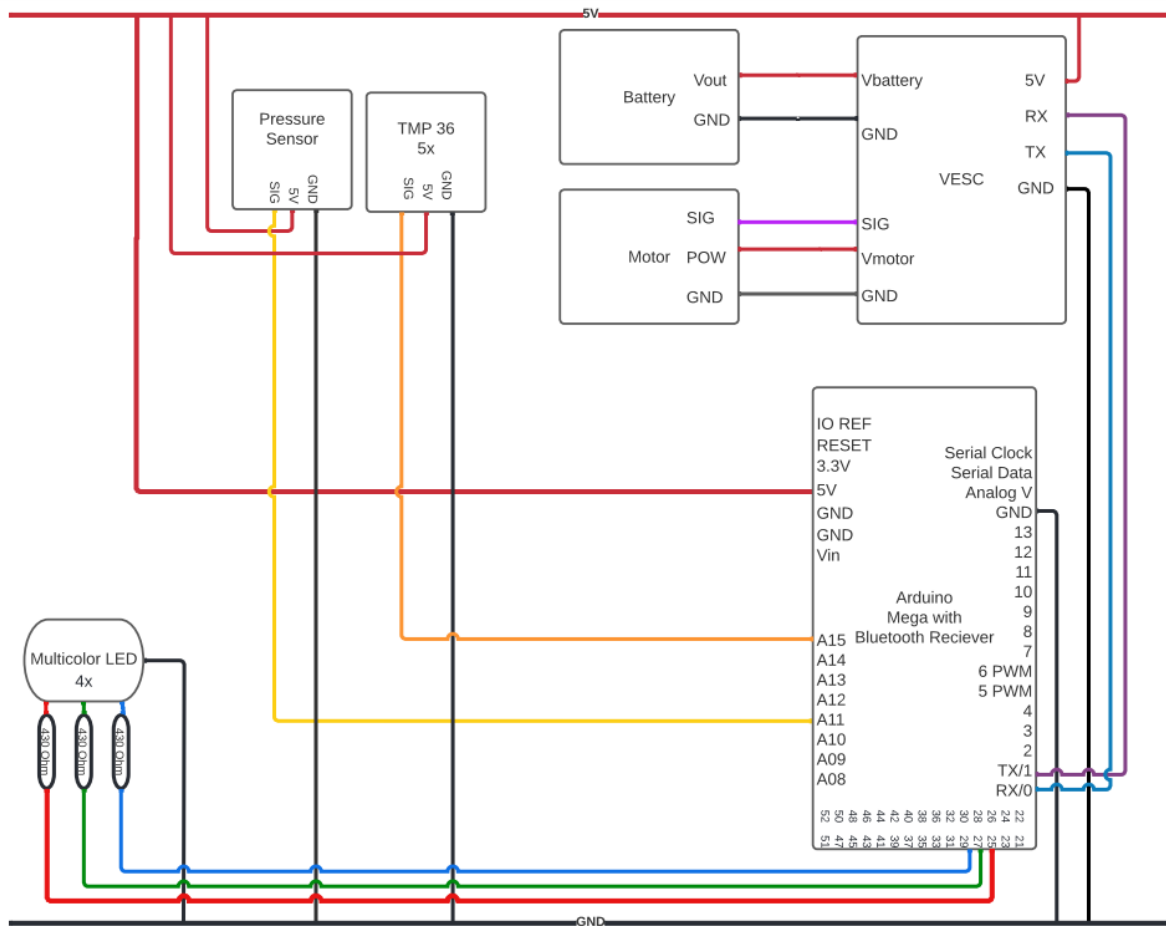 5V
Pressure
Sensor
SIG
5V
GND
TMP 36
5x
SIG
5V
GND
Battery
Vout
GND
Motor
SIG
POW
GND
VESC
Vbattery
GND
SIG
Vmotor
GND
5V
RX
TX
GND
IO REF
RESET
3.3V
5V
GND
GND
Vin
A15
A14
A13
A12
A11
A10
A09
A08
Arduino
Mega with
Bluetooth Reciever
Serial Clock
Serial Data
Analog V
GND
13
12
11
10
9
8
7
6 PWM
5 PWM
4
3
2
TX/1
RX/0
52 50 48 46 44 42 40 38 36 32 30 28 26 24 22
51 47 45 43 41 39 37 35 33 31 29 27 25 23 21
Multicolor LED
4x
430 Ohm
430 Ohm
430 Ohm
GND